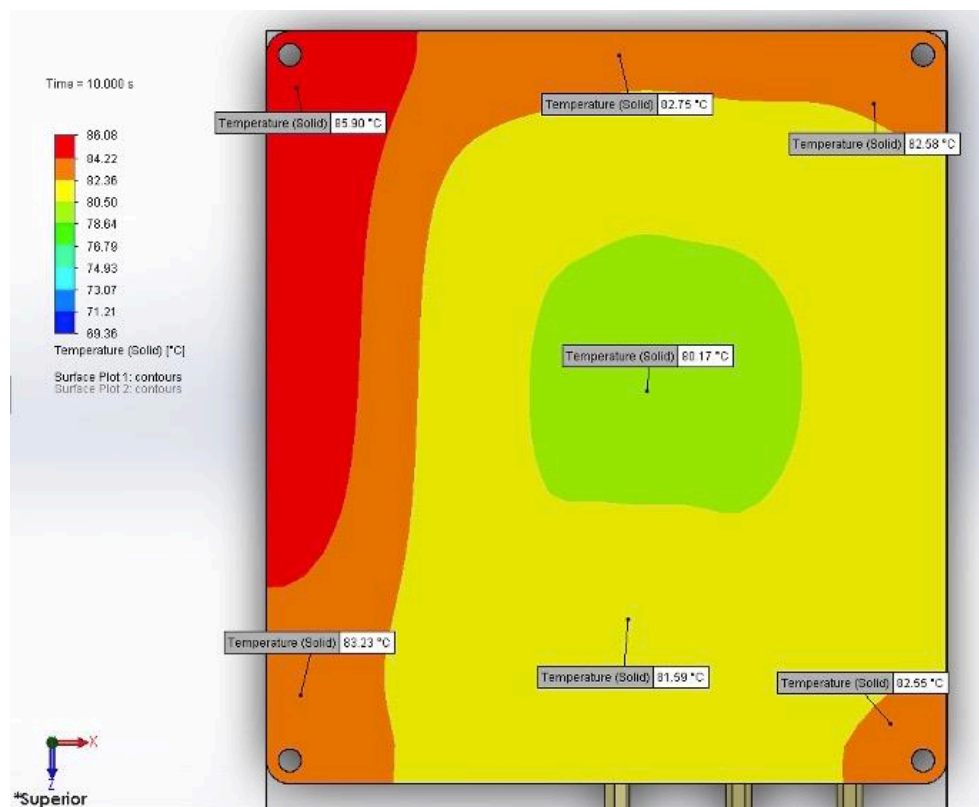 Time = 10.000 s
86.08
84.22
82.36
80.50
78.64
76.79
74.93
73.07
71.21
69.36
Temperature (Solid) [°C]
Surface Plot 1: contours
Surface Plot 2: contours
Temperature (Solid) 85.90 °C
Temperature (Solid) 82.75 °C
Temperature (Solid) 82.58 °C
Temperature (Solid) 80.17 °C
Temperature (Solid) 83.23 °C
Temperature (Solid) 81.59 °C
Temperature (Solid) 82.55 °C
X
Z
*Superior